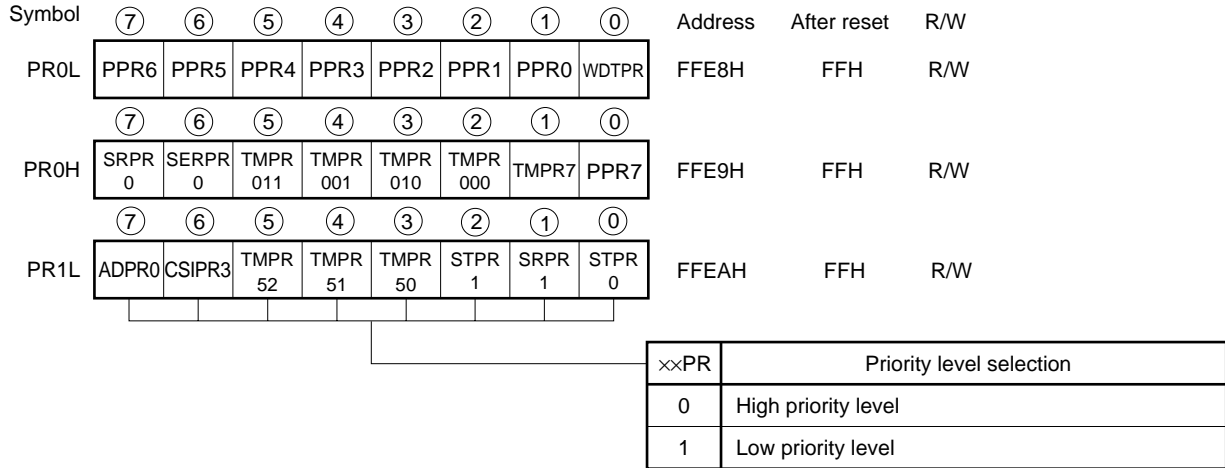 Symbol ⑦ ⑥ ⑤ ④ ③ ② ① ⓪ Address After reset R/W
PR0L PPR6 PPR5 PPR4 PPR3 PPR2 PPR1 PPR0 WDTPR FFE8H FFH R/W
⑦ ⑥ ⑤ ④ ③ ② ① ⓪
PR0H SRPR0 SERPR0 TMPR011 TMPR001 TMPR010 TMPR000 TMPR7 PPR7 FFE9H FFH R/W
⑦ ⑥ ⑤ ④ ③ ② ① ⓪
PR1L ADPR0 CSIPR3 TMPR52 TMPR51 TMPR50 STPR1 SRPR1 STPR0 FFEAH FFH R/W
××PR Priority level selection
0 High priority level
1 Low priority level